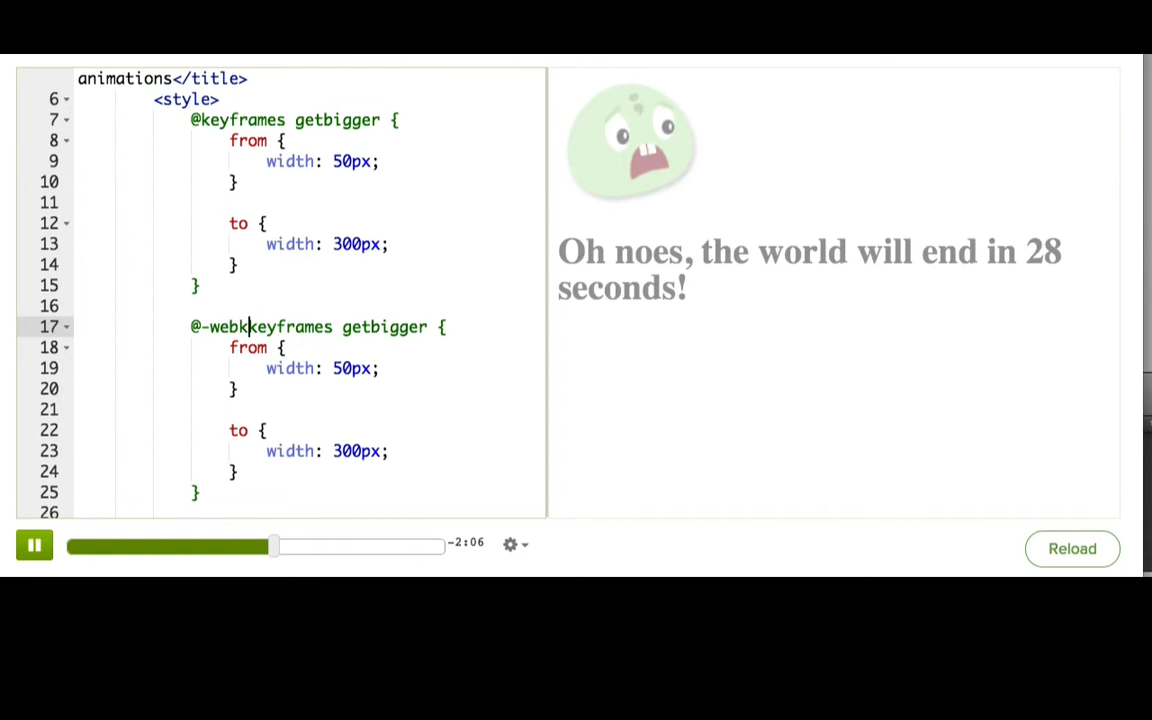 animations</title>
6 <style>
7 @keyframes getbigger {
8 from {
9 width: 50px;
10 }
11
12 to {
13 width: 300px;
14 }
15 }
16
17 @-webkkeyframes getbigger {
18 from {
19 width: 50px;
20 }
21
22 to {
23 width: 300px;
24 }
25 }
26
Oh noes, the world will end in 28
seconds!
-2:06
Reload